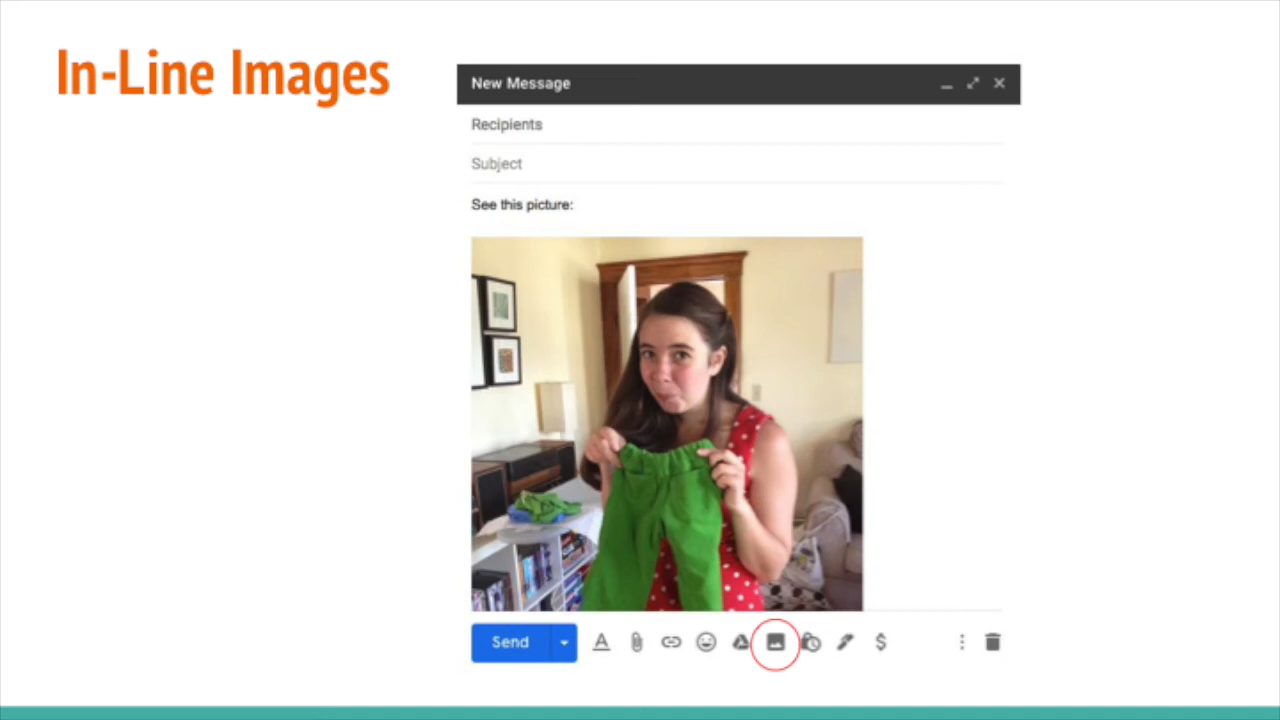 In-Line Images
New Message
Recipients
Subject
See this picture:
Send